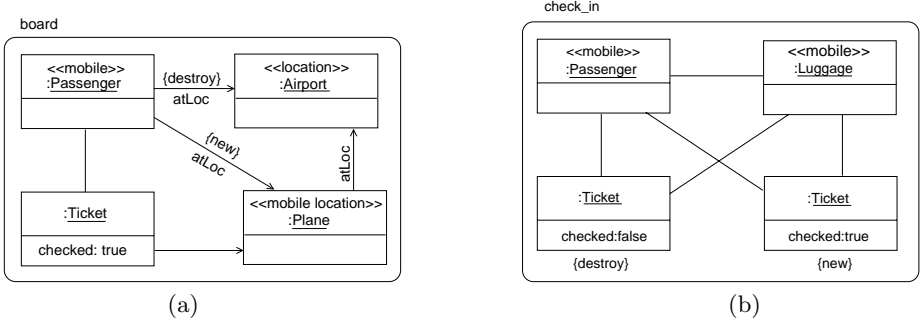 board
<<mobile>>
:Passenger
{destroy}
atLoc
<<location>>
:Airport
{new}
atLoc
atLoc
:Ticket
checked: true
<<mobile location>>
:Plane
(a)
check_in
<<mobile>>
:Passenger
<<mobile>>
:Luggage
:Ticket
checked:false
{destroy}
:Ticket
checked:true
{new}
(b)